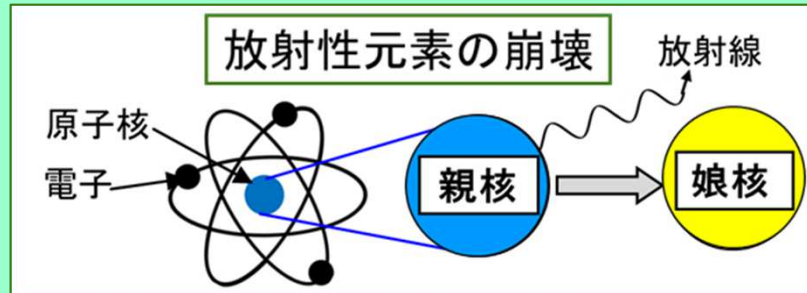 放射性元素の崩壊
放射線
原子核
電子
親核
娘核